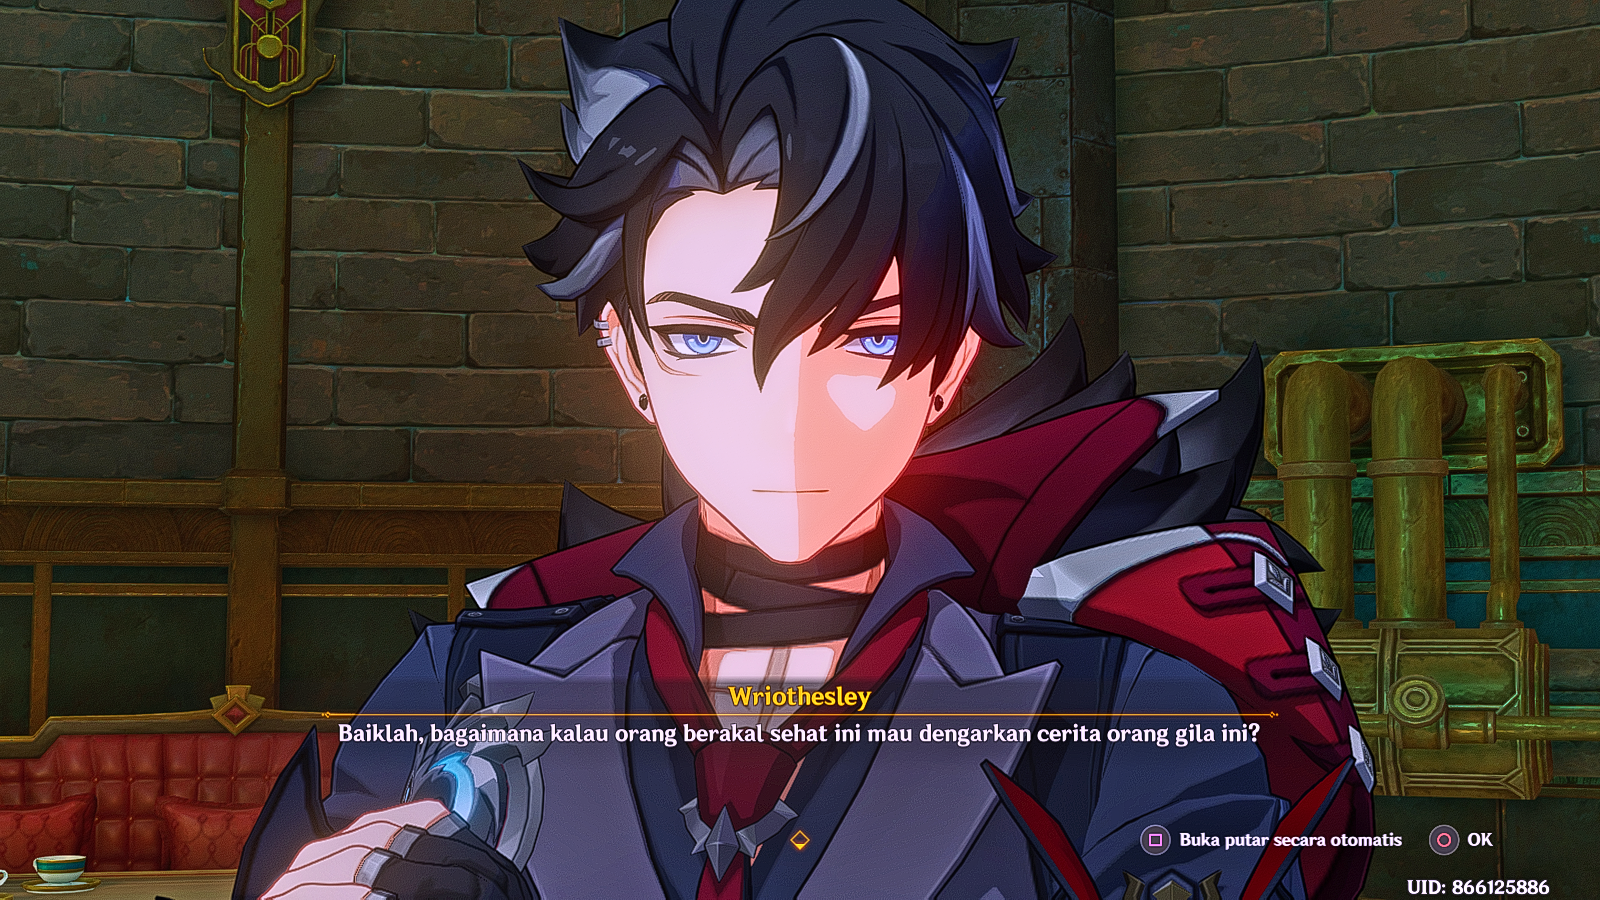 Wriothesley
Baiklah, bagaimana kalau orang berakal sehat ini mau dengarkan cerita orang gila ini?
Buka putar secara otomatis
OK
UID: 866125886